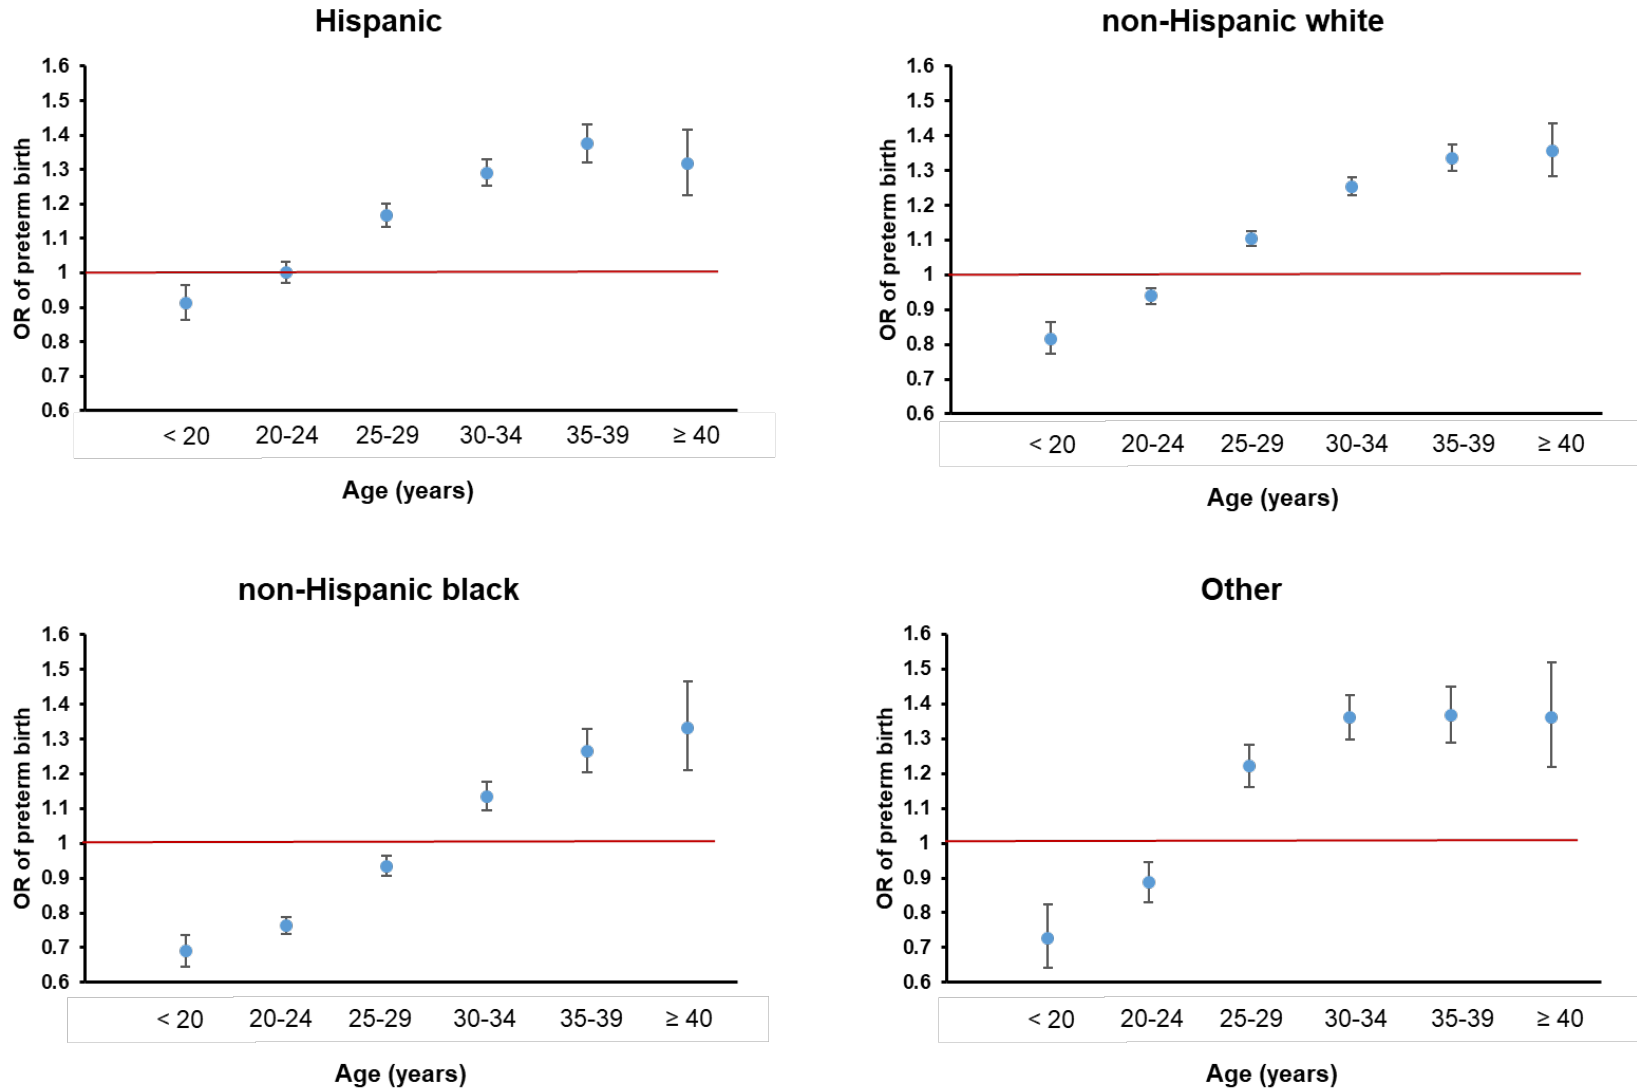 Hispanic
OR of preterm birth
1.6
1.5
1.4
1.3
1.2
1.1
1
0.9
0.8
0.7
0.6
< 20 20-24 25-29 30-34 35-39 ≥ 40
Age (years)
non-Hispanic white
OR of preterm birth
1.6
1.5
1.4
1.3
1.2
1.1
1
0.9
0.8
0.7
0.6
< 20 20-24 25-29 30-34 35-39 ≥ 40
Age (years)
non-Hispanic black
OR of preterm birth
1.6
1.5
1.4
1.3
1.2
1.1
1
0.9
0.8
0.7
0.6
< 20 20-24 25-29 30-34 35-39 ≥ 40
Age (years)
Other
OR of preterm birth
1.6
1.5
1.4
1.3
1.2
1.1
1
0.9
0.8
0.7
0.6
< 20 20-24 25-29 30-34 35-39 ≥ 40
Age (years)